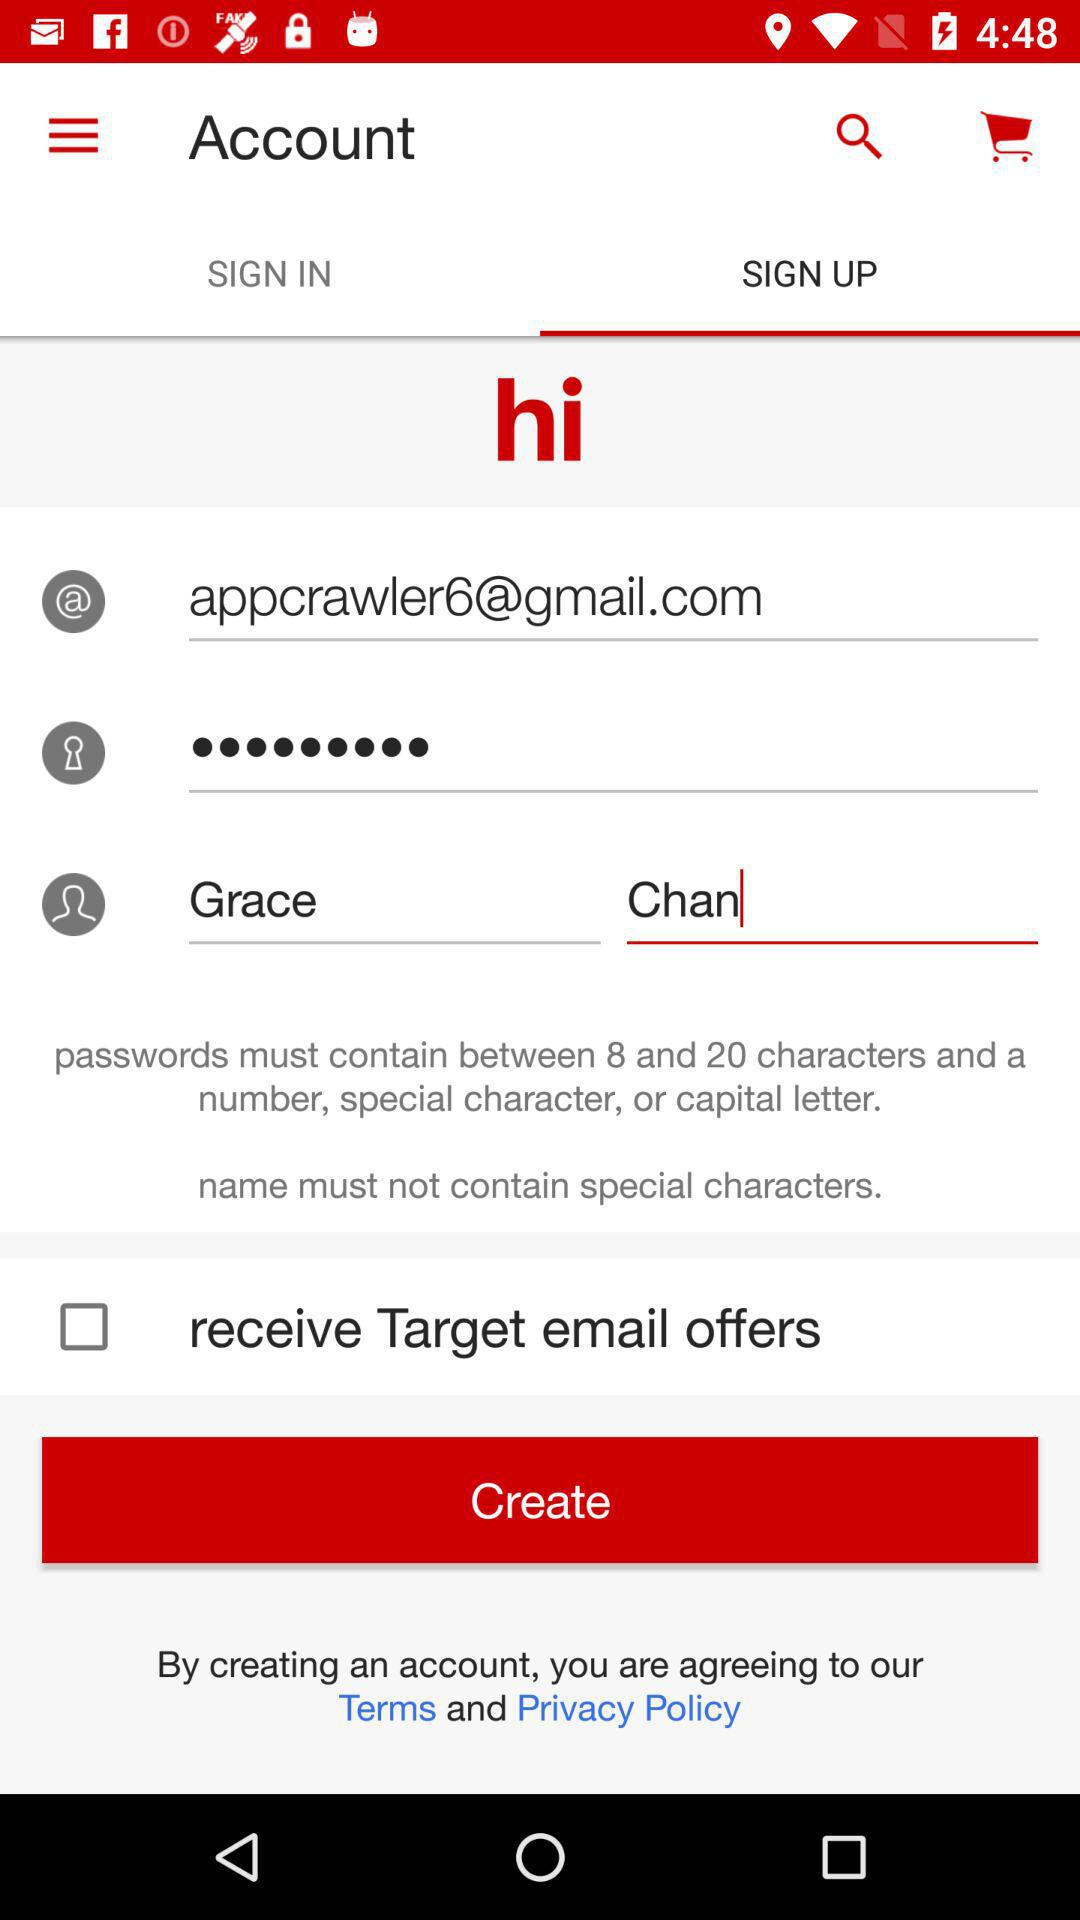 FAKE
4:48
Account
SIGN IN
SIGN UP
hi
appcrawler6@gmail.com
•••••••••
Grace
Chan
passwords must contain between 8 and 20 characters and a
number, special character, or capital letter.
name must not contain special characters.
receive Target email offers
Create
By creating an account, you are agreeing to our
Terms and Privacy Policy